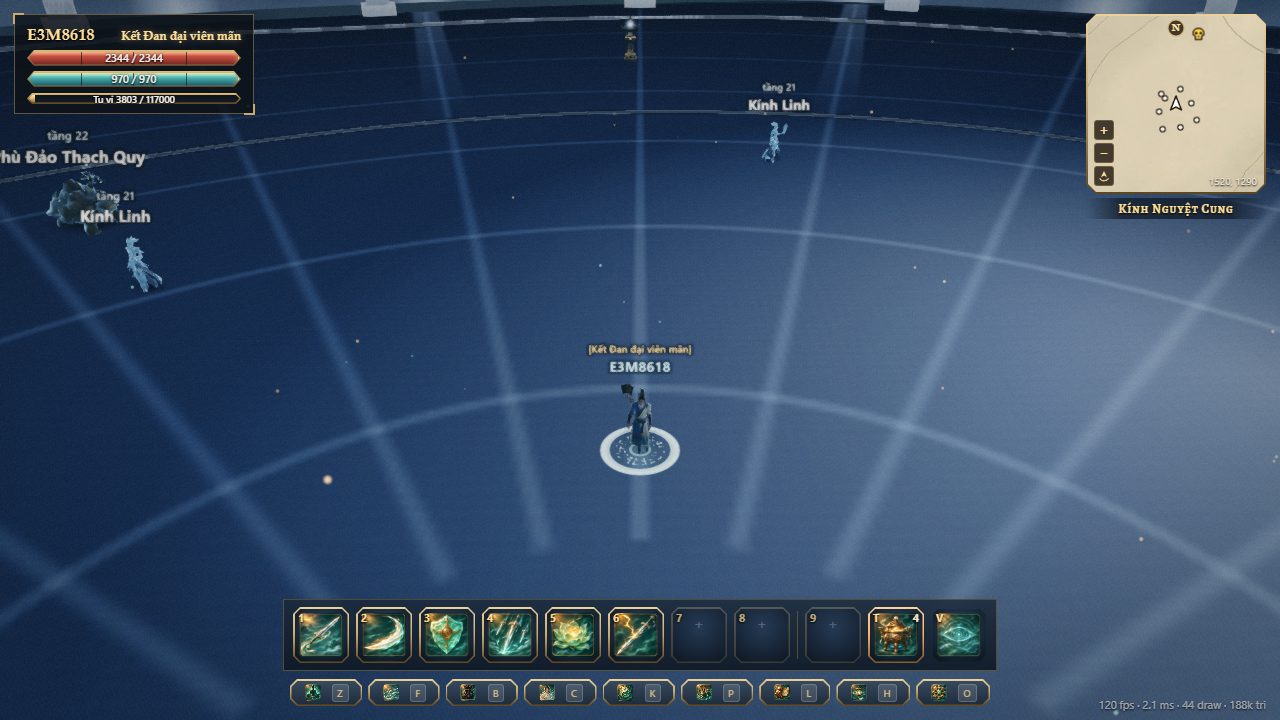 E3M8618 Kết Đan đại viên mãn
2344 / 2344
970 / 970
Tu vi 3803 / 117000
N
+
−
1520, 1290
Kính Nguyệt Cung
tầng 21
Kính Linh
tầng 22
hù Đảo Thạch Quy
tầng 21
Kính Linh
[Kết Đan đại viên mãn]
E3M8618
1 2 3 4 5 6 7 + 8 + 9 + T 4 V
Z F B C K P L H O
120 fps · 2.1 ms · 44 draw · 188k tri